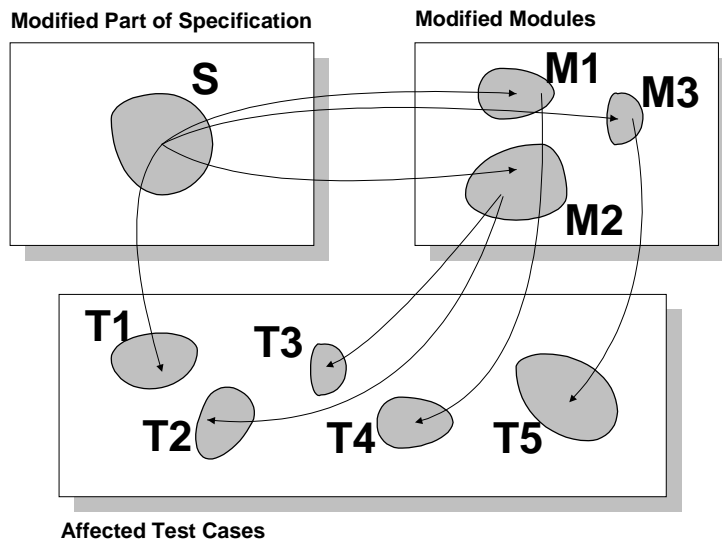 Modified Part of Specification
Modified Modules
S
M1
M3
M2
T1
T3
T2
T4
T5
Affected Test Cases